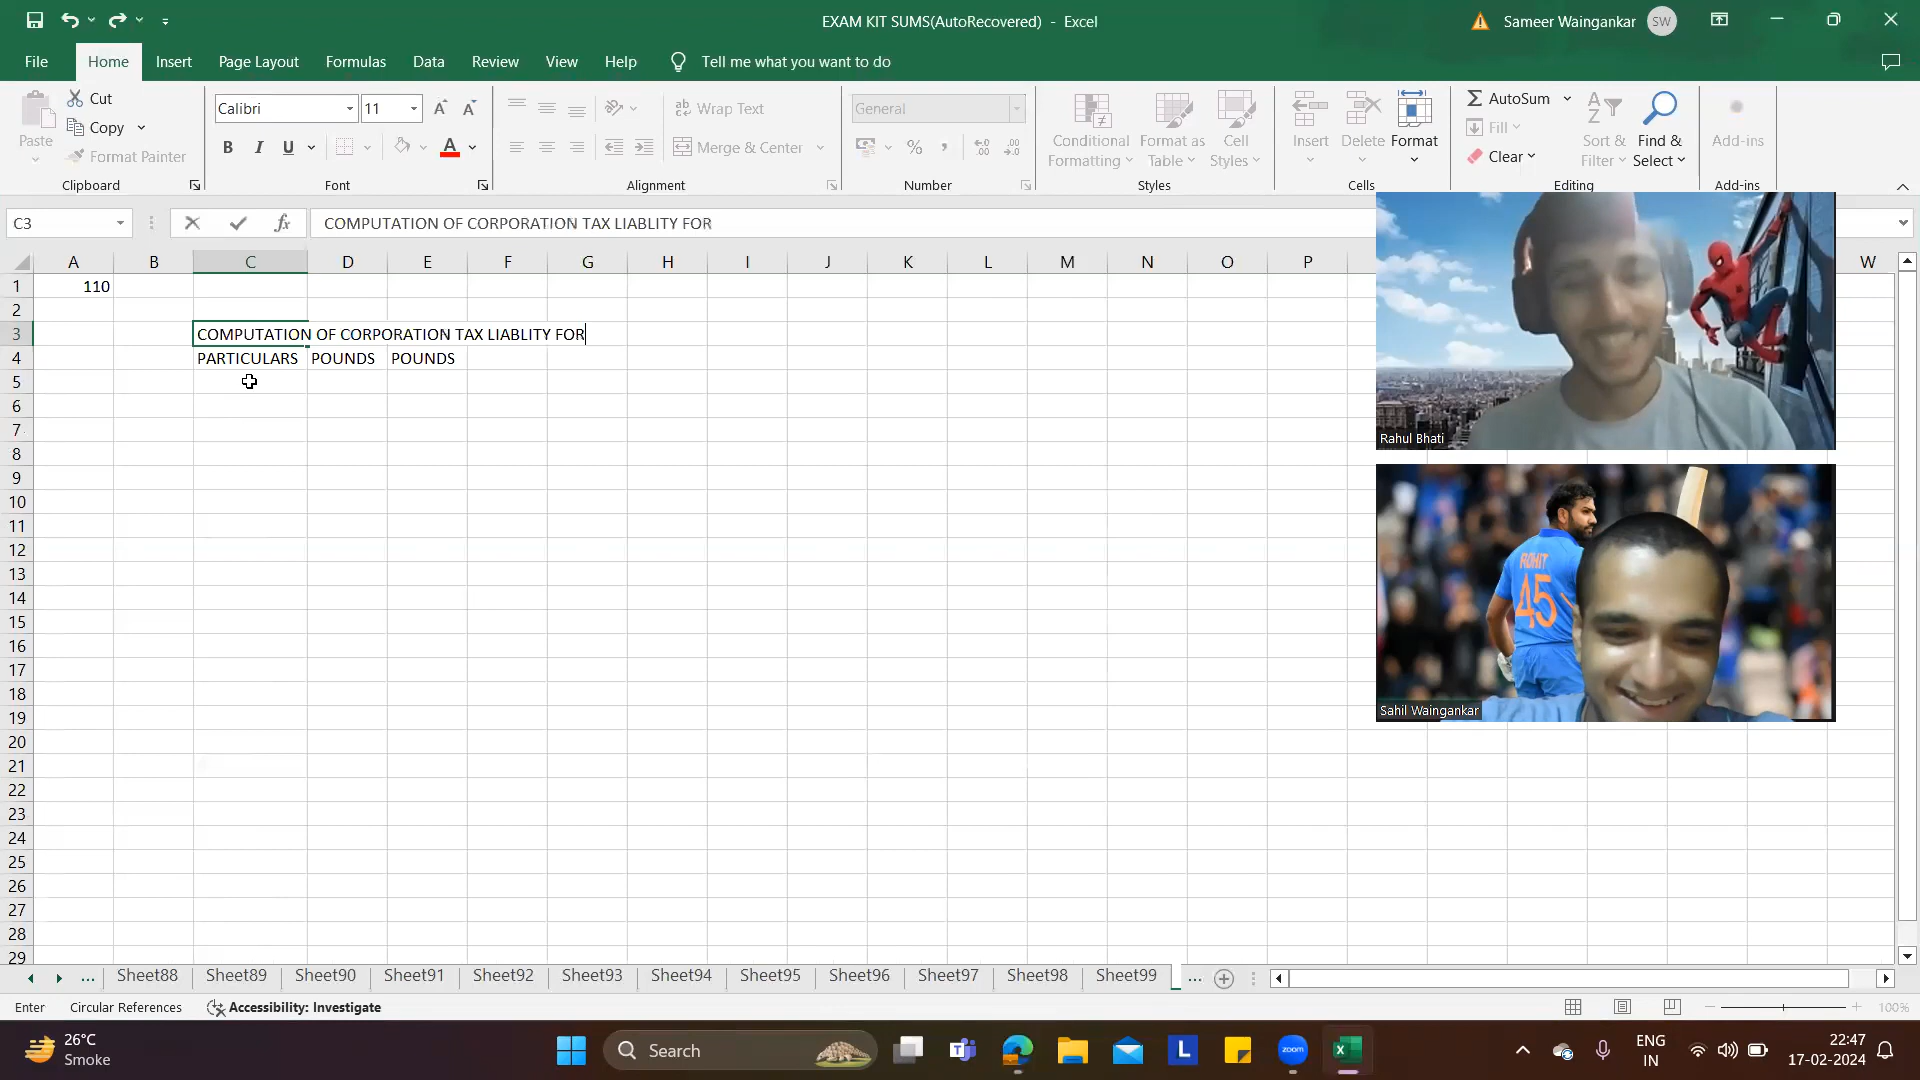 EXAM KIT SUMS(AutoRecovered) - Excel
Sameer Waingankar SW
File Home Insert Page Layout Formulas Data Review View Help Tell me what you want to do
Paste
Cut
Copy
Format Painter
Clipboard
Calibri 11
B I U
Font
Wrap Text
Merge & Center
Alignment
General
Number
Conditional Formatting
Format as Table
Cell Styles
Styles
Insert Delete Format
Cells
AutoSum
Fill
Clear
Sort & Filter
Find & Select
Editing
Add-ins
Add-ins
C3 fx COMPUTATION OF CORPORATION TAX LIABLITY FOR
A B C D E F G H I J K L M N O P W
1 110
2
3 COMPUTATION OF CORPORATION TAX LIABLITY FOR
4 PARTICULARS POUNDS POUNDS
5
6
7
8
9
10
11
12
13
14
15
16
17
18
19
20
21
22
23
24
25
26
27
28
29
Rahul Bhati
ROHIT
45
Sahil Waingankar
... Sheet88 Sheet89 Sheet90 Sheet91 Sheet92 Sheet93 Sheet94 Sheet95 Sheet96 Sheet97 Sheet98 Sheet99 ...
Enter Circular References Accessibility: Investigate 100%
26°C
Smoke
Search
L
zoom
ENG
IN
22:47
17-02-2024